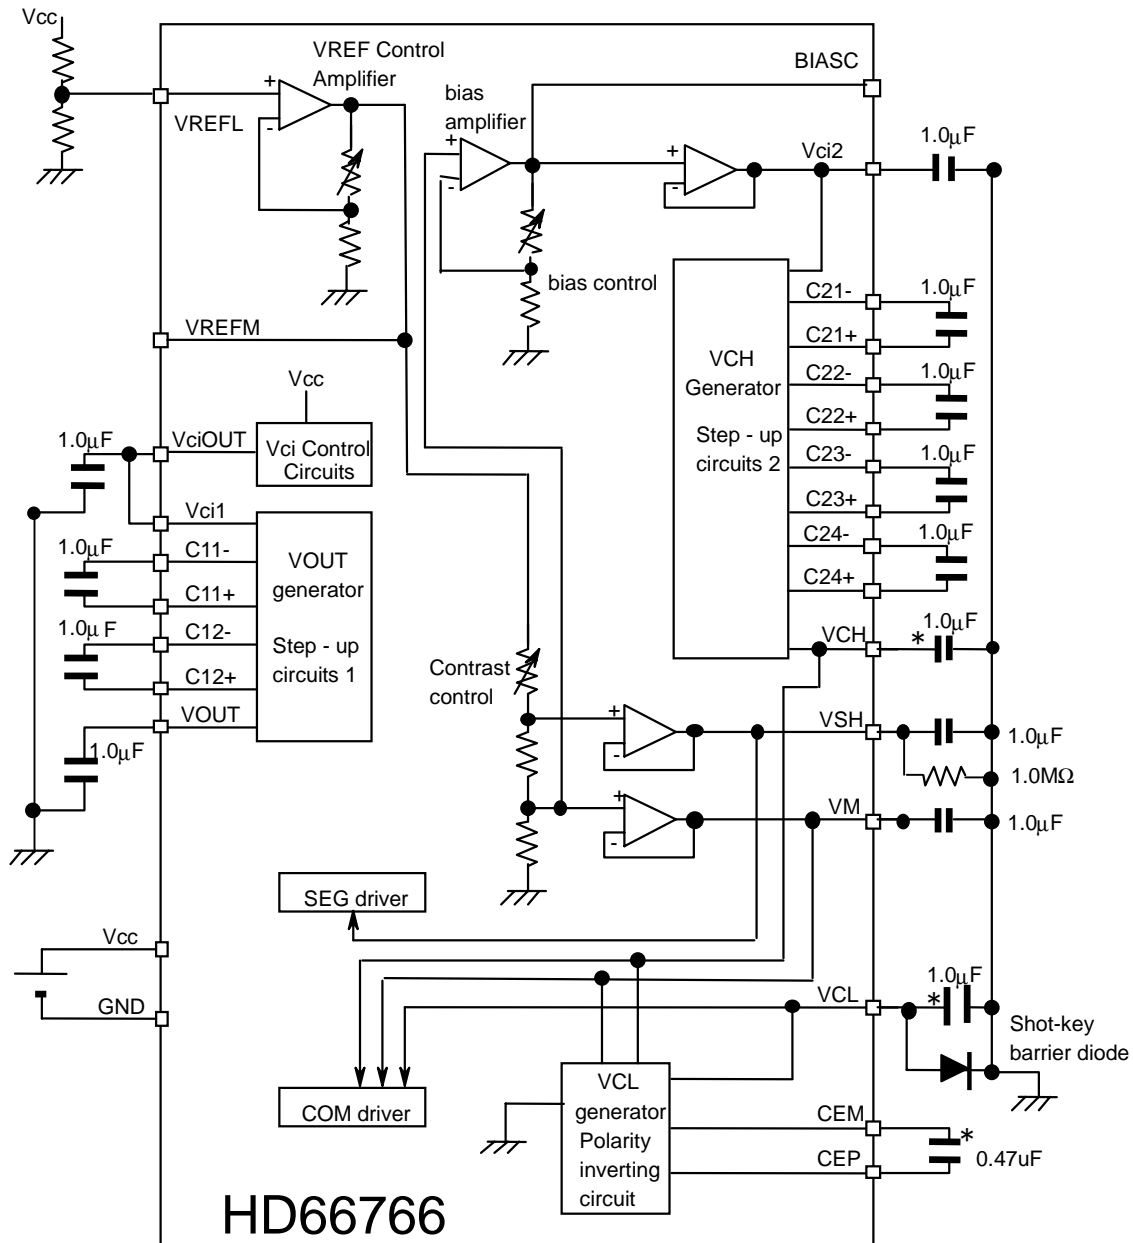 Vcc
VREF Control
Amplifier
BIASC
+
-
VREFL
bias
amplifier
+
-
+
-
Vci2
1.0μF
bias control
VREFM
Vcc
VciOUT
Vci Control
Circuits
1.0μF
Vci1
C11-
C11+
C12-
C12+
VOUT
1.0μF
1.0μF
1.0μF
VOUT
generator
Step - up
circuits 1
VCH
Generator
Step - up
circuits 2
C21-
C21+
C22-
C22+
C23-
C23+
C24-
C24+
1.0μF
1.0μF
1.0μF
1.0μF
VCH
*
1.0μF
Contrast
control
+
-
VSH
1.0μF
1.0MΩ
+
-
VM
1.0μF
SEG driver
Vcc
GND
VCL
*
1.0μF
Shot-key
barrier diode
COM driver
VCL
generator
Polarity
inverting
circuit
CEM
CEP
*
0.47uF
HD66766